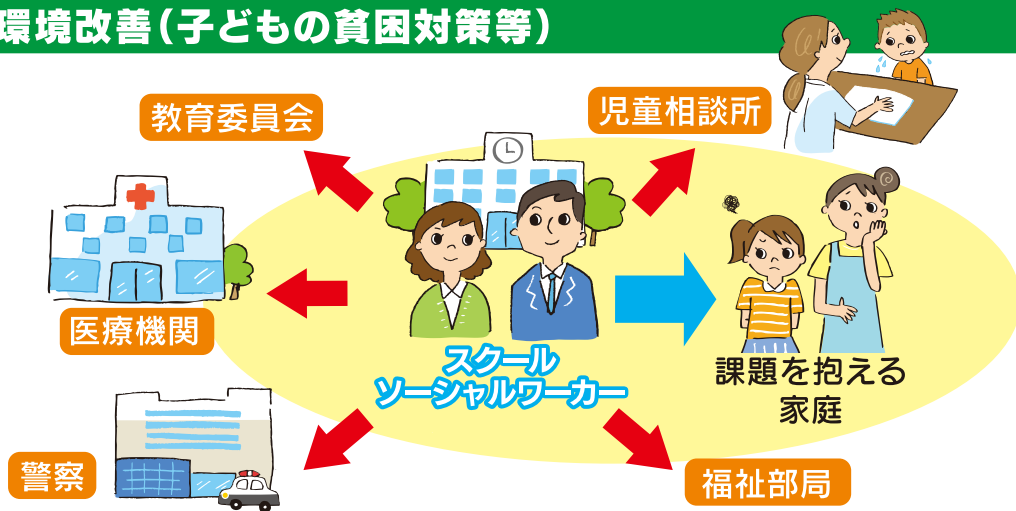 環境改善（子どもの貧困対策等）
教育委員会
児童相談所
医療機関
スクール
ソーシャルワーカー
課題を抱える
家庭
警察
福祉部局